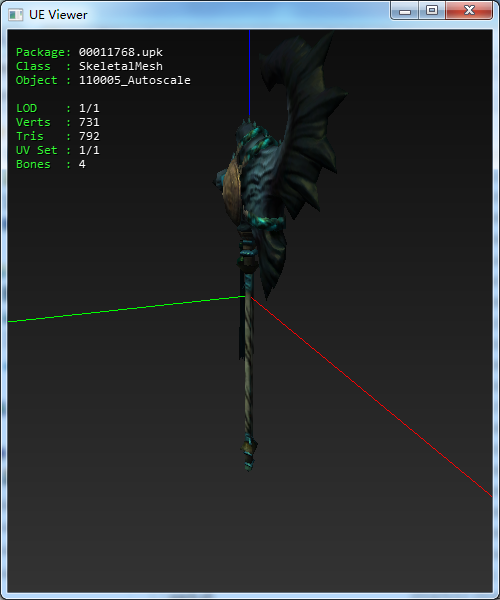 UE Viewer
Package: 00011768.upk
Class : SkeletalMesh
Object : 110005_Autoscale
LOD : 1/1
Verts : 731
Tris : 792
UV Set : 1/1
Bones : 4